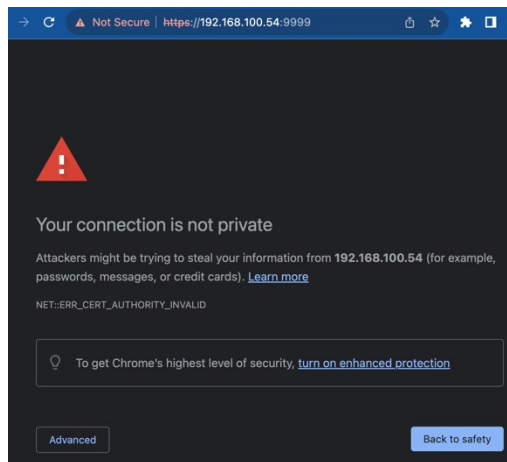 Not Secure | https://192.168.100.54:9999
Your connection is not private
Attackers might be trying to steal your information from 192.168.100.54 (for example,
passwords, messages, or credit cards). Learn more
NET::ERR_CERT_AUTHORITY_INVALID
To get Chrome's highest level of security, turn on enhanced protection
Advanced
Back to safety